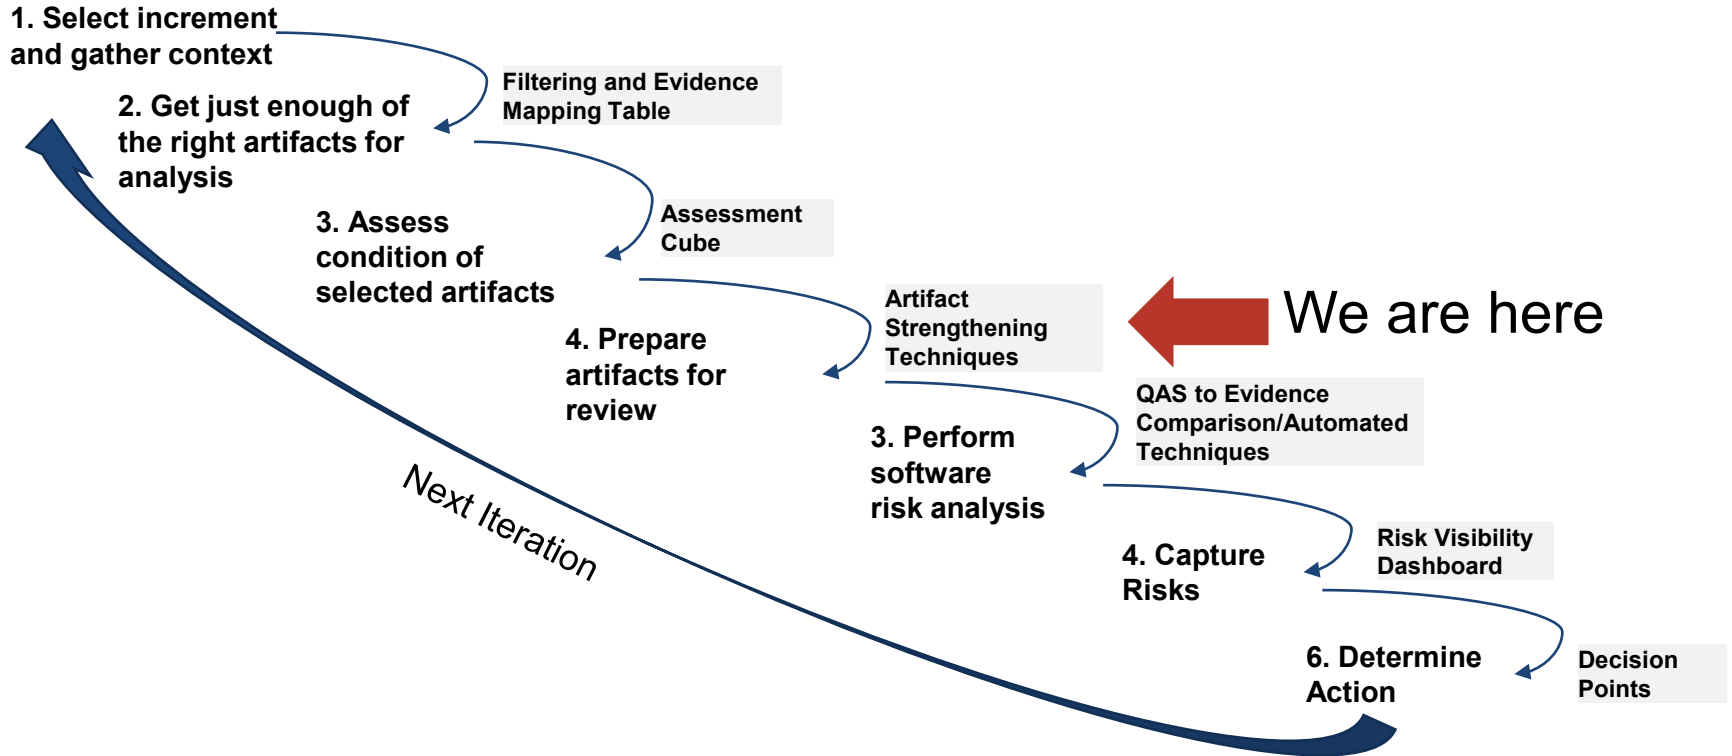 1. Select increment
and gather context
Filtering and Evidence
Mapping Table
2. Get just enough of
the right artifacts for
analysis
Assessment
Cube
3. Assess
condition of
selected artifacts
Artifact
Strengthening
Techniques
We are here
4. Prepare
artifacts for
review
QAS to Evidence
Comparison/Automated
Techniques
3. Perform
software
risk analysis
Next Iteration
Risk Visibility
Dashboard
4. Capture
Risks
6. Determine
Action
Decision
Points